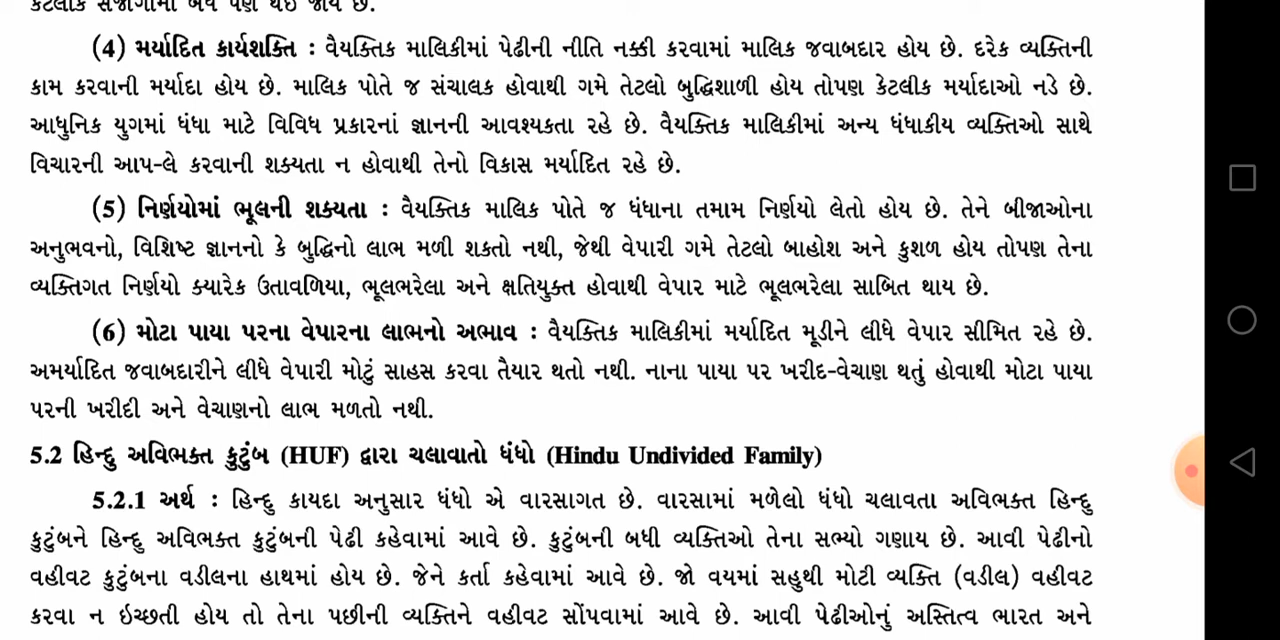 કેટલાક સંજોગોમાં બંધ પણ થઈ જાય છે.
(4) મર્યાદિત કાર્યશક્તિ : વૈયક્તિક માલિકીમાં પેઢીની નીતિ નક્કી કરવામાં માલિક જવાબદાર હોય છે. દરેક વ્યક્તિની
કામ કરવાની મર્યાદા હોય છે. માલિક પોતે જ સંચાલક હોવાથી ગમે તેટલો બુદ્ધિશાળી હોય તોપણ કેટલીક મર્યાદાઓ નડે છે.
આધુનિક યુગમાં ધંધા માટે વિવિધ પ્રકારનાં જ્ઞાનની આવશ્યકતા રહે છે. વૈયક્તિક માલિકીમાં અન્ય ધંધાકીય વ્યક્તિઓ સાથે
વિચારની આપ-લે કરવાની શક્યતા ન હોવાથી તેનો વિકાસ મર્યાદિત રહે છે.
(5) નિર્ણયોમાં ભૂલની શક્યતા : વૈયક્તિક માલિક પોતે જ ધંધાના તમામ નિર્ણયો લેતો હોય છે. તેને બીજાઓના
અનુભવનો, વિશિષ્ટ જ્ઞાનનો કે બુદ્ધિનો લાભ મળી શકતો નથી, જેથી વેપારી ગમે તેટલો બાહોશ અને કુશળ હોય તોપણ તેના
વ્યક્તિગત નિર્ણયો ક્યારેક ઉતાવળિયા, ભૂલભરેલા અને ક્ષતિયુક્ત હોવાથી વેપાર માટે ભૂલભરેલા સાબિત થાય છે.
(6) મોટા પાયા પરના વેપારના લાભનો અભાવ : વૈયક્તિક માલિકીમાં મર્યાદિત મૂડીને લીધે વેપાર સીમિત રહે છે.
અમર્યાદિત જવાબદારીને લીધે વેપારી મોટું સાહસ કરવા તૈયાર થતો નથી. નાના પાયા પર ખરીદ-વેચાણ થતું હોવાથી મોટા પાયા
પરની ખરીદી અને વેચાણનો લાભ મળતો નથી.
5.2 હિન્દુ અવિભક્ત કુટુંબ (HUF) દ્વારા ચલાવાતો ધંધો (Hindu Undivided Family)
5.2.1 અર્થ : હિન્દુ કાયદા અનુસાર ધંધો એ વારસાગત છે. વારસામાં મળેલો ધંધો ચલાવતા અવિભક્ત હિન્દુ
કુટુંબને હિન્દુ અવિભક્ત કુટુંબની પેઢી કહેવામાં આવે છે. કુટુંબની બધી વ્યક્તિઓ તેના સભ્યો ગણાય છે. આવી પેઢીનો
વહીવટ કુટુંબના વડીલના હાથમાં હોય છે. જેને કર્તા કહેવામાં આવે છે. જો વયમાં સહુથી મોટી વ્યક્તિ (વડીલ) વહીવટ
કરવા ન ઇચ્છતી હોય તો તેના પછીની વ્યક્તિને વહીવટ સોંપવામાં આવે છે. આવી પેઢીઓનું અસ્તિત્વ ભારત અને